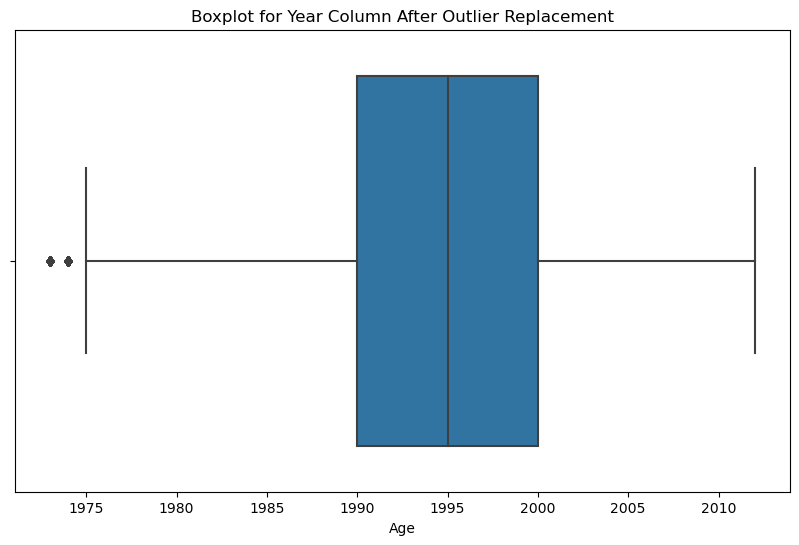 Boxplot for Year Column After Outlier Replacement
1975 1980 1985 1990 1995 2000 2005 2010
Age